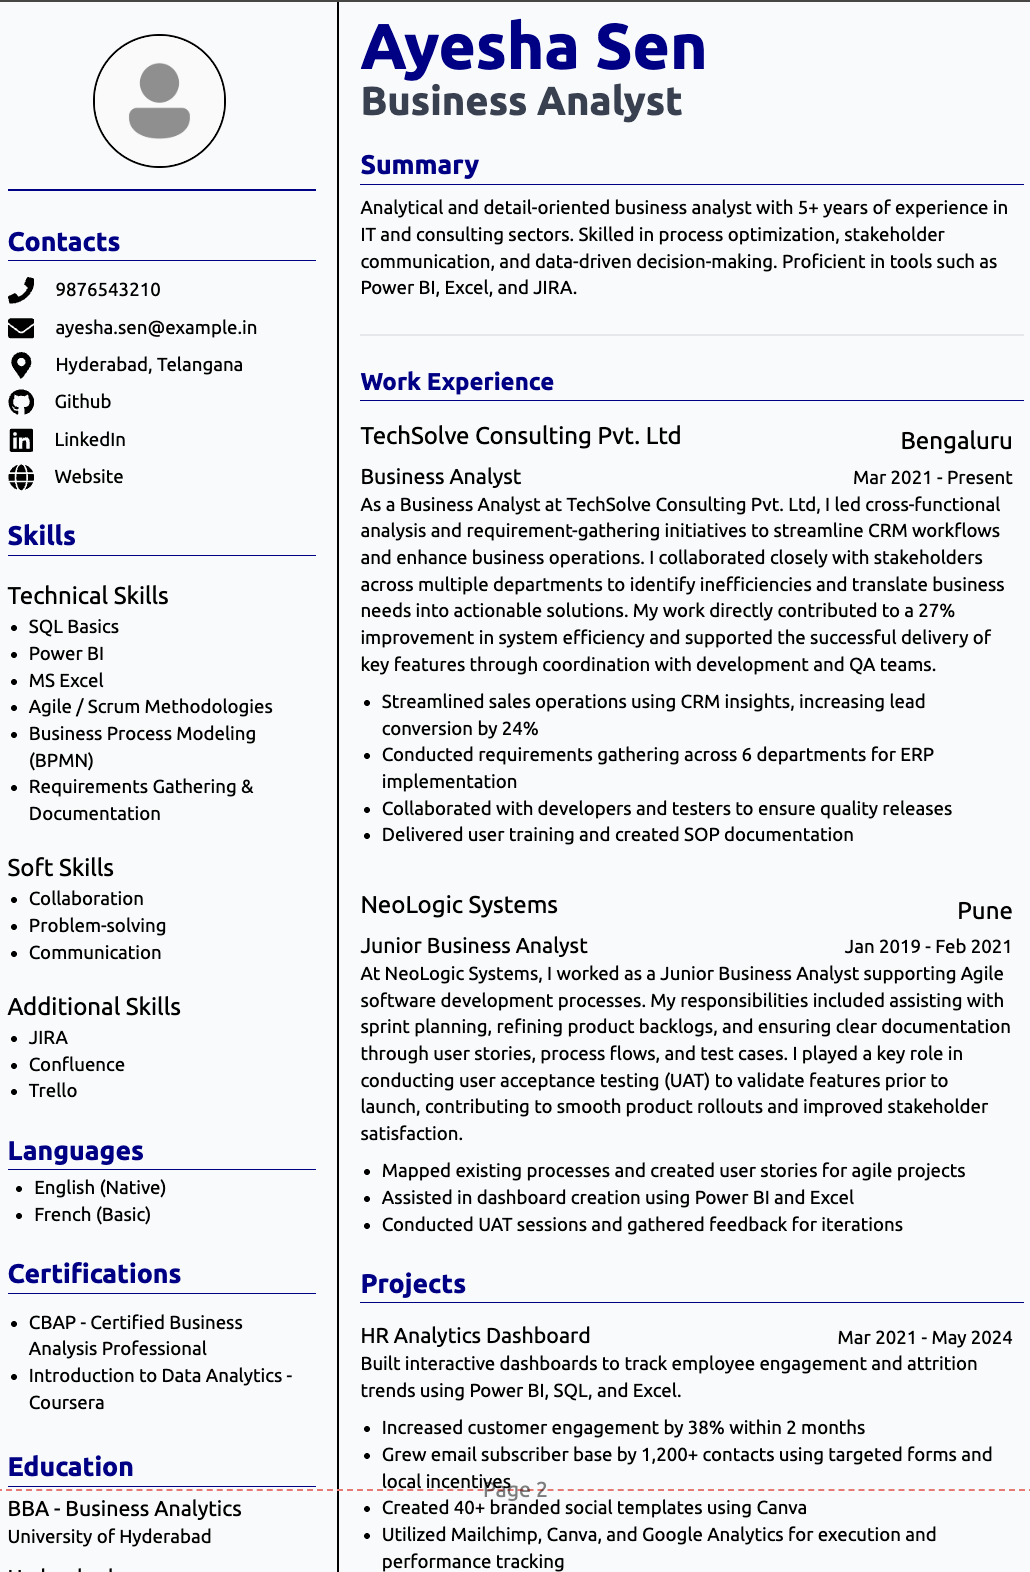 Contacts
9876543210
ayesha.sen@example.in
Hyderabad, Telangana
Github
LinkedIn
Website
Skills
Technical Skills
• SQL Basics
• Power BI
• MS Excel
• Agile / Scrum Methodologies
• Business Process Modeling
(BPMN)
• Requirements Gathering &
Documentation
Soft Skills
• Collaboration
• Problem-solving
• Communication
Additional Skills
• JIRA
• Confluence
• Trello
Languages
• English (Native)
• French (Basic)
Certifications
• CBAP - Certified Business
Analysis Professional
• Introduction to Data Analytics -
Coursera
Education
BBA - Business Analytics
University of Hyderabad
Ayesha Sen
Business Analyst
Summary
Analytical and detail-oriented business analyst with 5+ years of experience in
IT and consulting sectors. Skilled in process optimization, stakeholder
communication, and data-driven decision-making. Proficient in tools such as
Power BI, Excel, and JIRA.
Work Experience
TechSolve Consulting Pvt. Ltd Bengaluru
Business Analyst Mar 2021 - Present
As a Business Analyst at TechSolve Consulting Pvt. Ltd, I led cross-functional
analysis and requirement-gathering initiatives to streamline CRM workflows
and enhance business operations. I collaborated closely with stakeholders
across multiple departments to identify inefficiencies and translate business
needs into actionable solutions. My work directly contributed to a 27%
improvement in system efficiency and supported the successful delivery of
key features through coordination with development and QA teams.
• Streamlined sales operations using CRM insights, increasing lead
conversion by 24%
• Conducted requirements gathering across 6 departments for ERP
implementation
• Collaborated with developers and testers to ensure quality releases
• Delivered user training and created SOP documentation
NeoLogic Systems Pune
Junior Business Analyst Jan 2019 - Feb 2021
At NeoLogic Systems, I worked as a Junior Business Analyst supporting Agile
software development processes. My responsibilities included assisting with
sprint planning, refining product backlogs, and ensuring clear documentation
through user stories, process flows, and test cases. I played a key role in
conducting user acceptance testing (UAT) to validate features prior to
launch, contributing to smooth product rollouts and improved stakeholder
satisfaction.
• Mapped existing processes and created user stories for agile projects
• Assisted in dashboard creation using Power BI and Excel
• Conducted UAT sessions and gathered feedback for iterations
Projects
HR Analytics Dashboard Mar 2021 - May 2024
Built interactive dashboards to track employee engagement and attrition
trends using Power BI, SQL, and Excel.
• Increased customer engagement by 38% within 2 months
• Grew email subscriber base by 1,200+ contacts using targeted forms and
local incentives
Page 2
• Created 40+ branded social templates using Canva
• Utilized Mailchimp, Canva, and Google Analytics for execution and
performance tracking